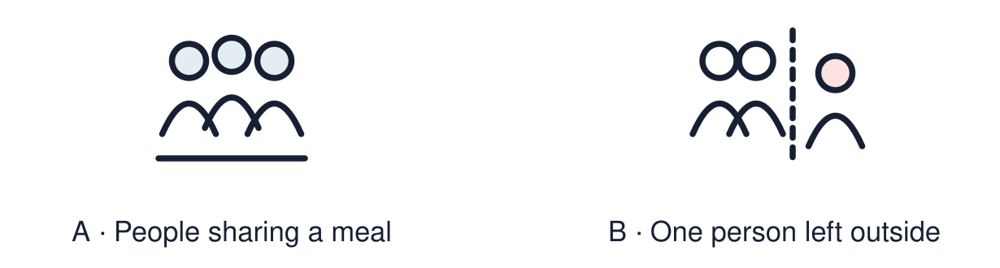 A · People sharing a meal
B · One person left outside